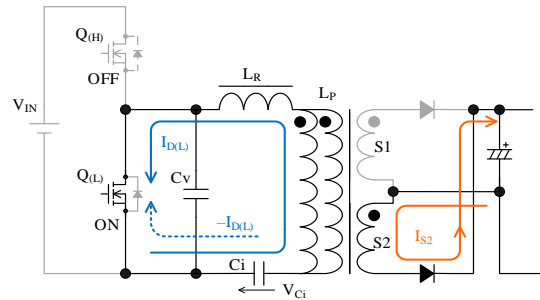 Q(H)
OFF
LR
LP
VIN
ID(L)
S1
+
Q(L)
Cv
ON
–ID(L)
S2
IS2
Ci
VCi